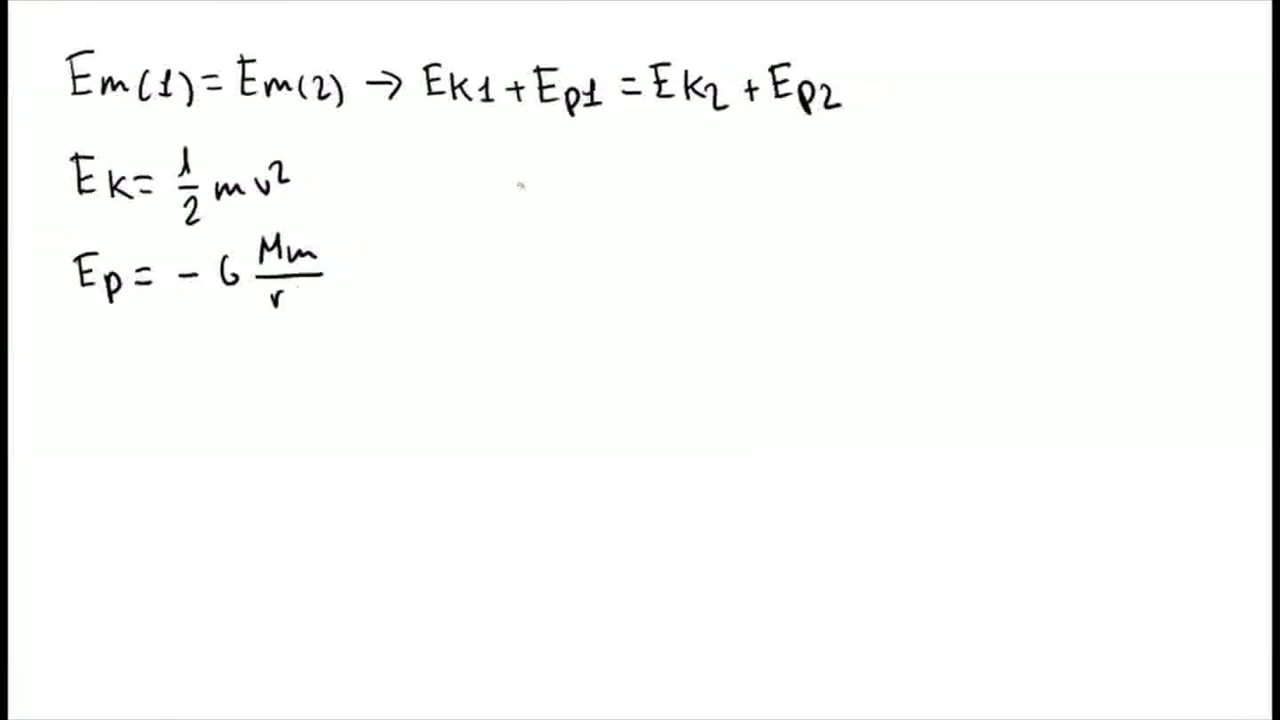 Em(1) = Em(2) → Ek1 + Ep1 = Ek2 + Ep2
Ek = 1/2 mv²
Ep = - G Mm/r